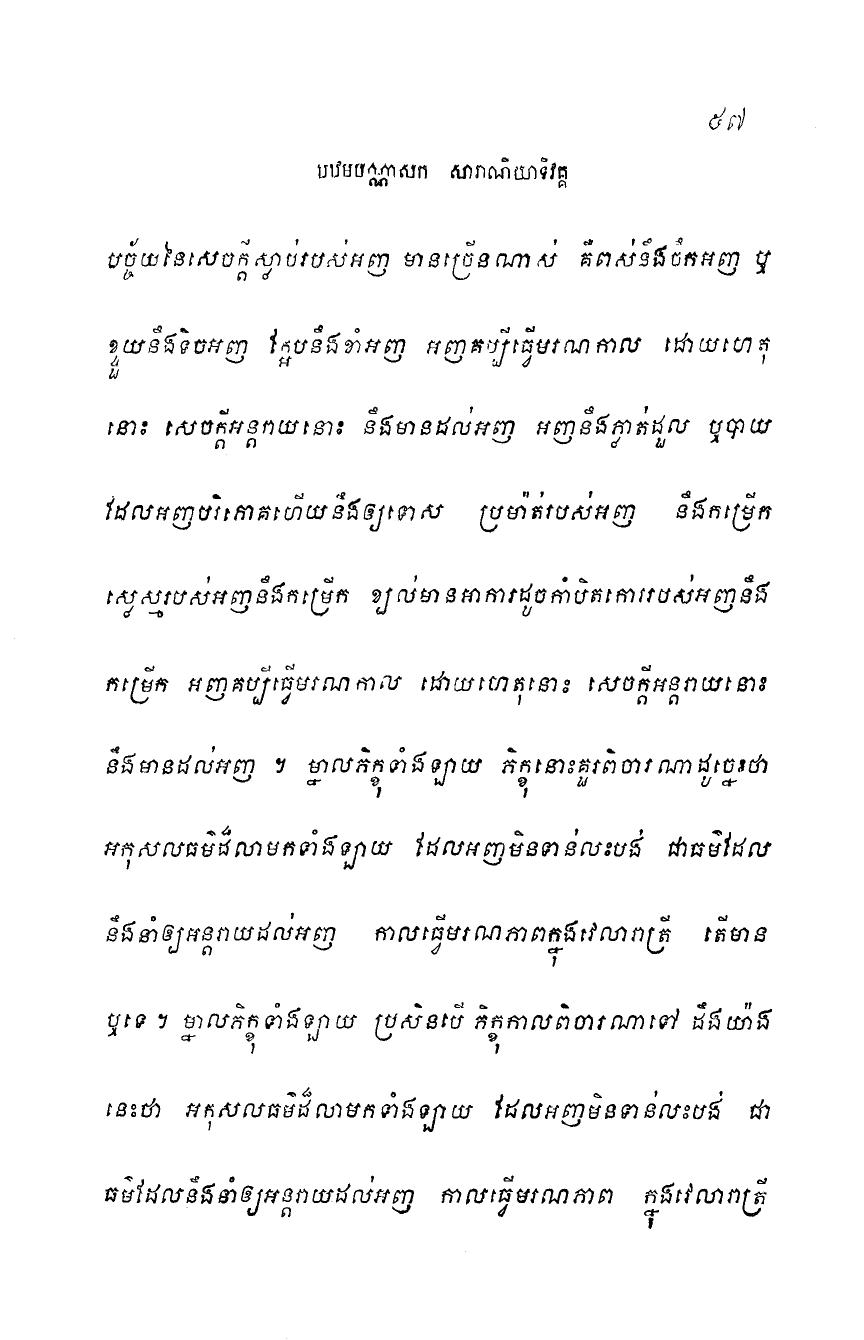 ៥៧
បឋមបណ្ណាសក សារាណិយាទិវគ្គ
បច្ច័យនៃសេចក្តីស្លាប់របស់អញ មានច្រើនណាស់ គឺពស់នឹងចឹកអញ ឬ
ខ្ទួយនឹងទិចអញ ក្អែបនឹងខាំអញ អញគប្បីធ្វើមរណកាល ដោយហេតុ
នោះ សេចក្តីអន្តរាយនោះ នឹងមានដល់អញ អញនឹងភ្លាត់ដួល ឬបាយ
ដែលអញបរិភោគហើយនឹងឲ្យទោស ប្រមាត់របស់អញ នឹងកម្រើក
ស្លេស្មរបស់អញនឹងកម្រើក ខ្យល់មានអាការដូចកាំបិតកោររបស់អញនឹង
កម្រើក អញគប្បីធ្វើមរណកាល ដោយហេតុនោះ សេចក្តីអន្តរាយនោះ
នឹងមានដល់អញ ។ ម្នាលភិក្ខុទាំងឡាយ ភិក្ខុនោះគួរពិចារណាដូច្នេះថា
អកុសលធម៌ដ៏លាមកទាំងឡាយ ដែលអញមិនទាន់លះបង់ ជាធម៌ដែល
នឹងនាំឲ្យអន្តរាយដល់អញ កាលធ្វើមរណភាពក្នុងវេលារាត្រី តើមាន
ឬទេ ។ ម្នាលភិក្ខុទាំងឡាយ ប្រសិនបើ ភិក្ខុកាលពិចារណាទៅ ដឹងយ៉ាង
នេះថា អកុសលធម៌ដ៏លាមកទាំងឡាយ ដែលអញមិនទាន់លះបង់ ជា
ធម៌ដែលនឹងនាំឲ្យអន្តរាយដល់អញ កាលធ្វើមរណភាព ក្នុងវេលារាត្រី